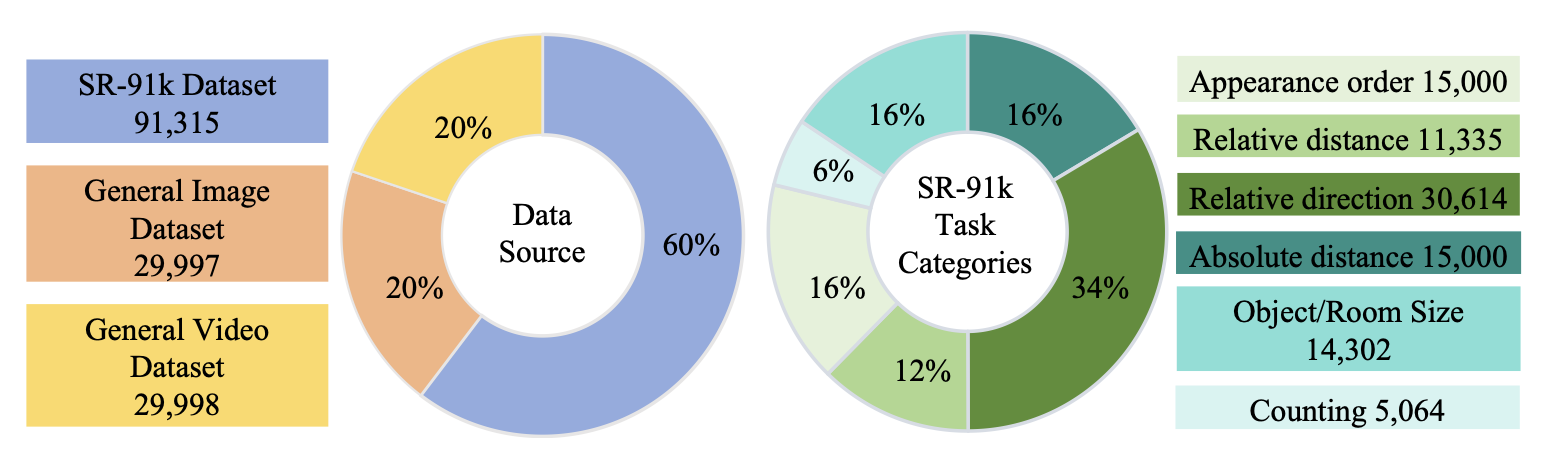 SR-91k Dataset
91,315
General Image
Dataset
29,997
General Video
Dataset
29,998
20%
20%
60%
Data
Source
16%
16%
6%
16%
12%
34%
SR-91k
Task
Categories
Appearance order 15,000
Relative distance 11,335
Relative direction 30,614
Absolute distance 15,000
Object/Room Size
14,302
Counting 5,064